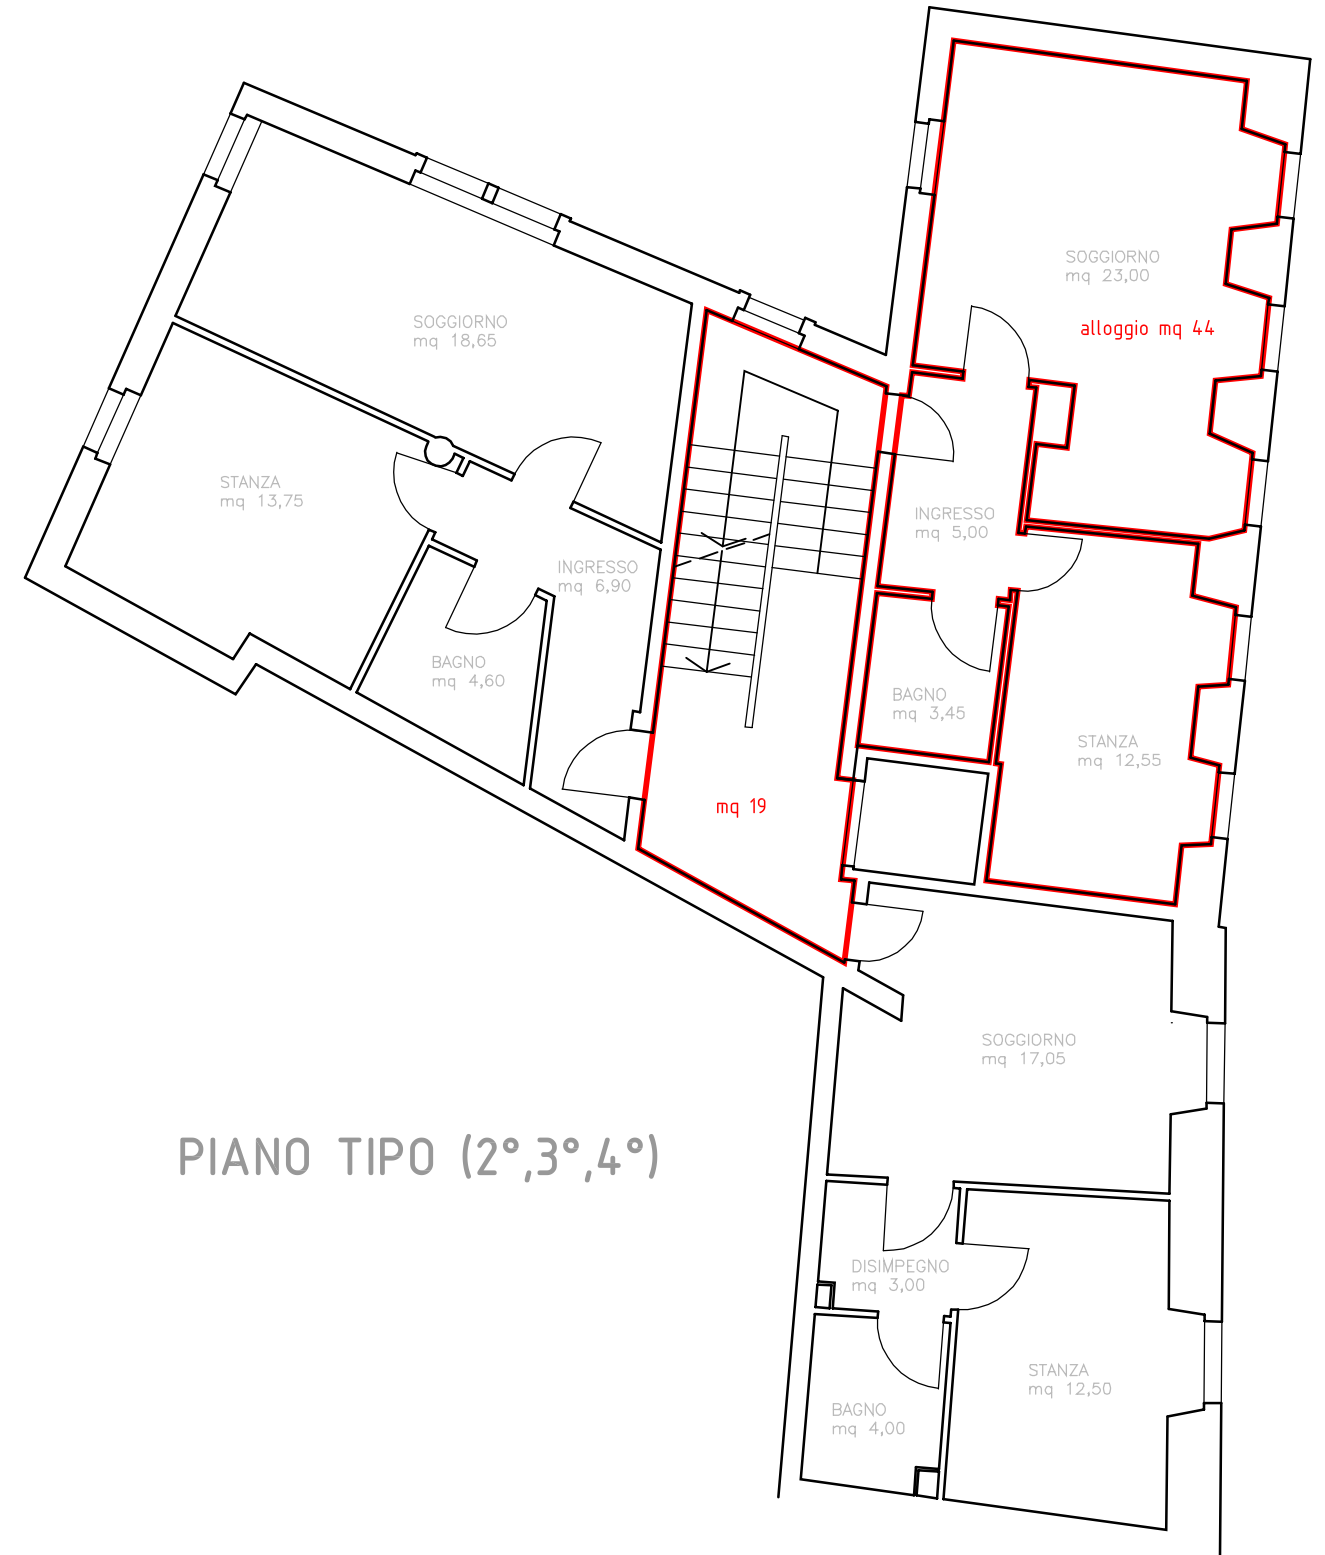 SOGGIORNO
mq 23,00
alloggio mq 44
SOGGIORNO
mq 18,65
STANZA
mq 13,75
INGRESSO
mq 5,00
INGRESSO
mq 6,90
BAGNO
mq 4,60
BAGNO
mq 3,45
STANZA
mq 12,55
mq 19
SOGGIORNO
mq 17,05
PIANO TIPO (2°,3°,4°)
DISIMPEGNO
mq 3,00
STANZA
mq 12,50
BAGNO
mq 4,00